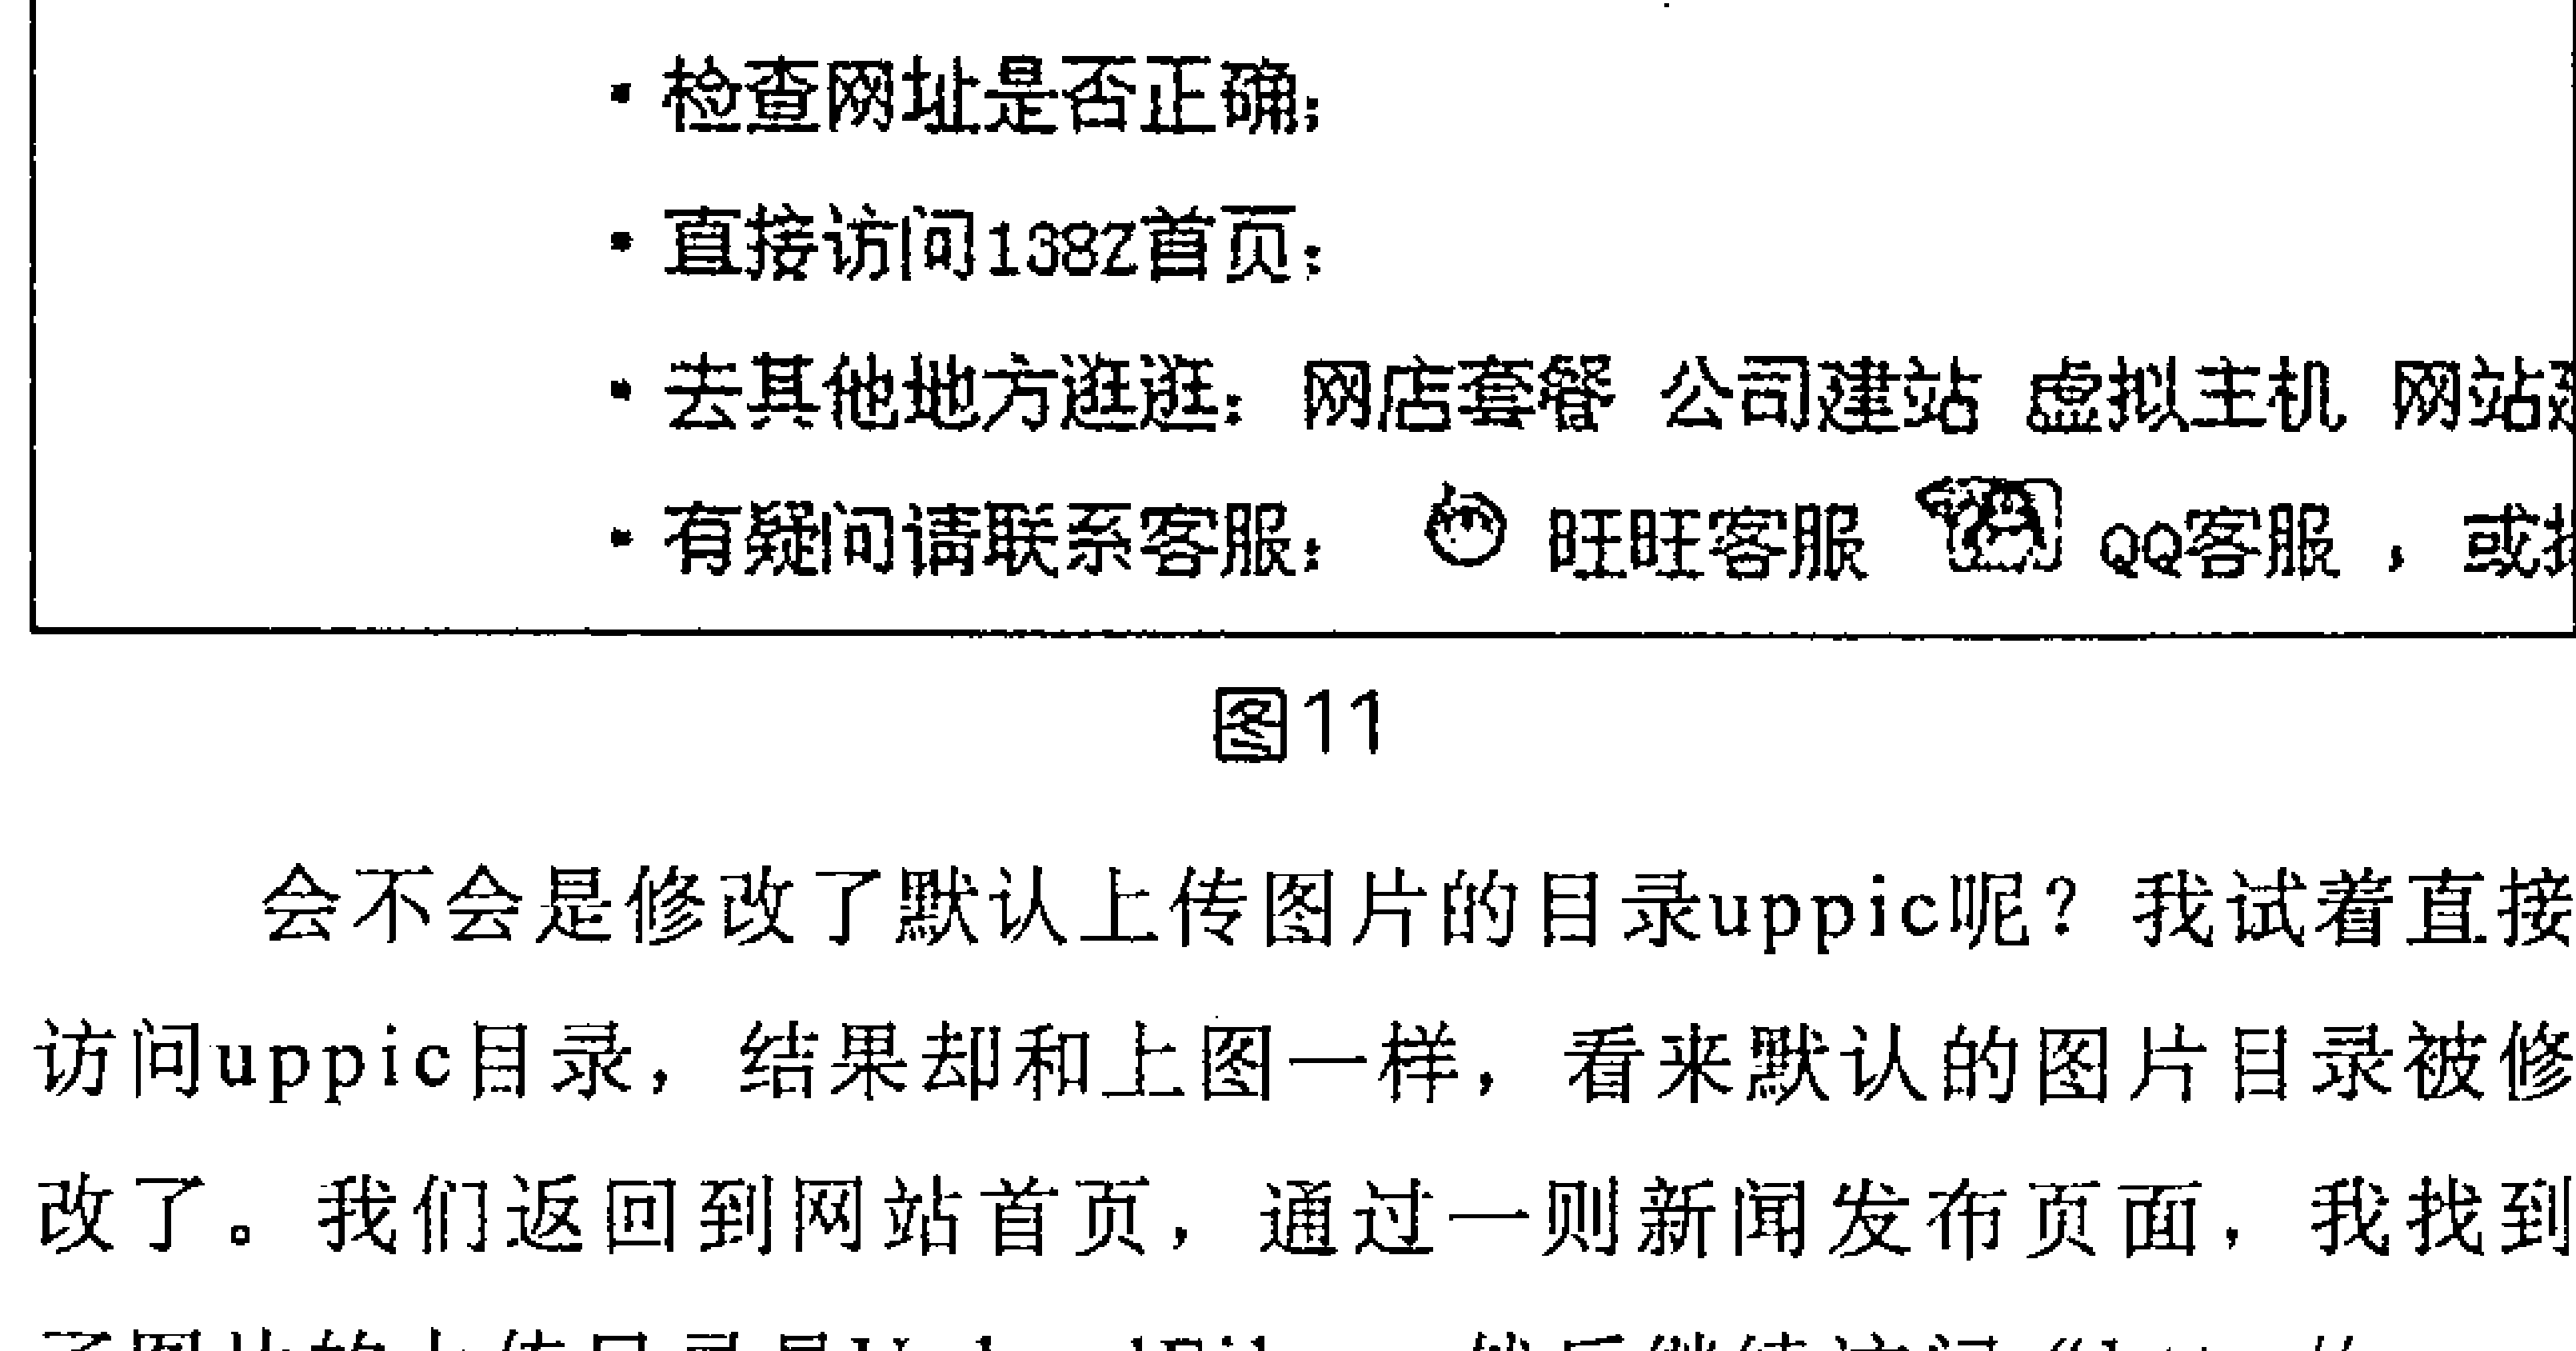 ·检查网址是否正确;
·直接访问138Z首页;
·去其他地方逛逛: 网店套餐 公司建站 虚拟主机 网站建
·有疑问请联系客服: 旺旺客服 QQ客服 , 或
图11
会不会是修改了默认上传图片的目录uppic呢? 我试着直接
访问uppic目录, 结果却和上图一样, 看来默认的图片目录被修
改了。我们返回到网站首页, 通过一则新闻发布页面, 我找到